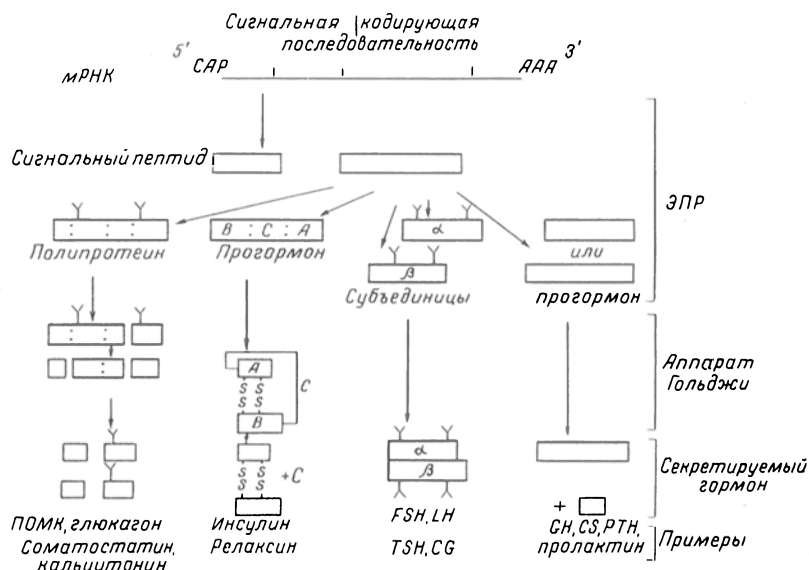 Сигнальная кодирующая
последовательность
5' CAP AAA 3'
мРНК
Сигнальный пептид
ЭПР
B : C : A
α
Полипротеин
Прогормон
или
β
Субъединицы
прогормон
Аппарат
Гольджи
A
S S
S S
C
B
α
Секретируемый
гормон
S S
S S
+C
β
+
ПОМК, глюкагон
Соматостатин,
кальцитонин
Инсулин
Релаксин
FSH, LH
TSH, CG
GH, CS, PTH,
пролактин
Примеры